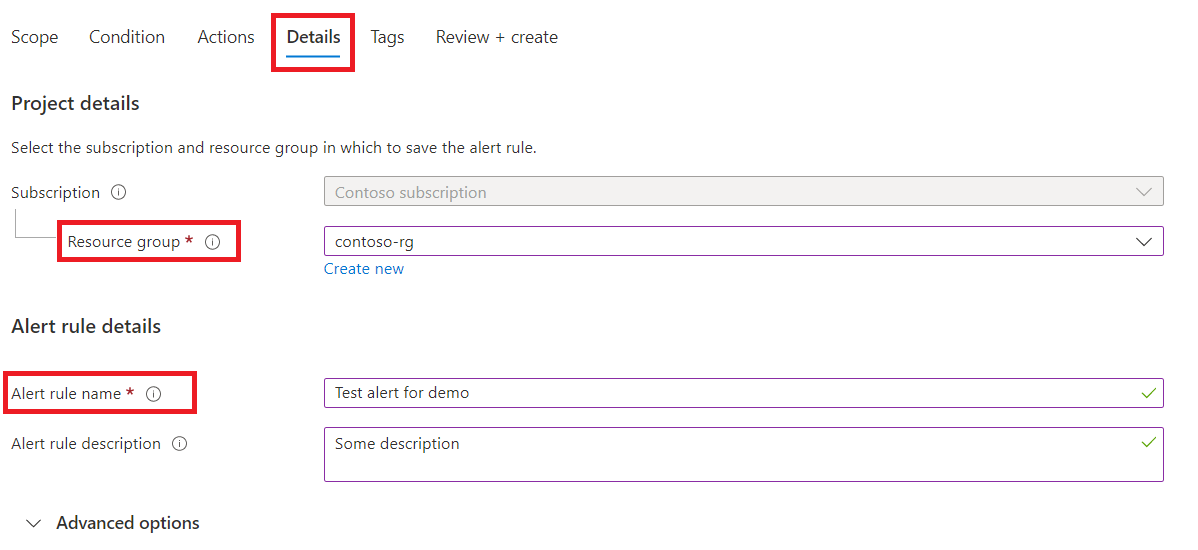 Scope Condition Actions Details Tags Review + create
Project details
Select the subscription and resource group in which to save the alert rule.
Subscription Contoso subscription
Resource group * contoso-rg
Create new
Alert rule details
Alert rule name * Test alert for demo
Alert rule description Some description
Advanced options